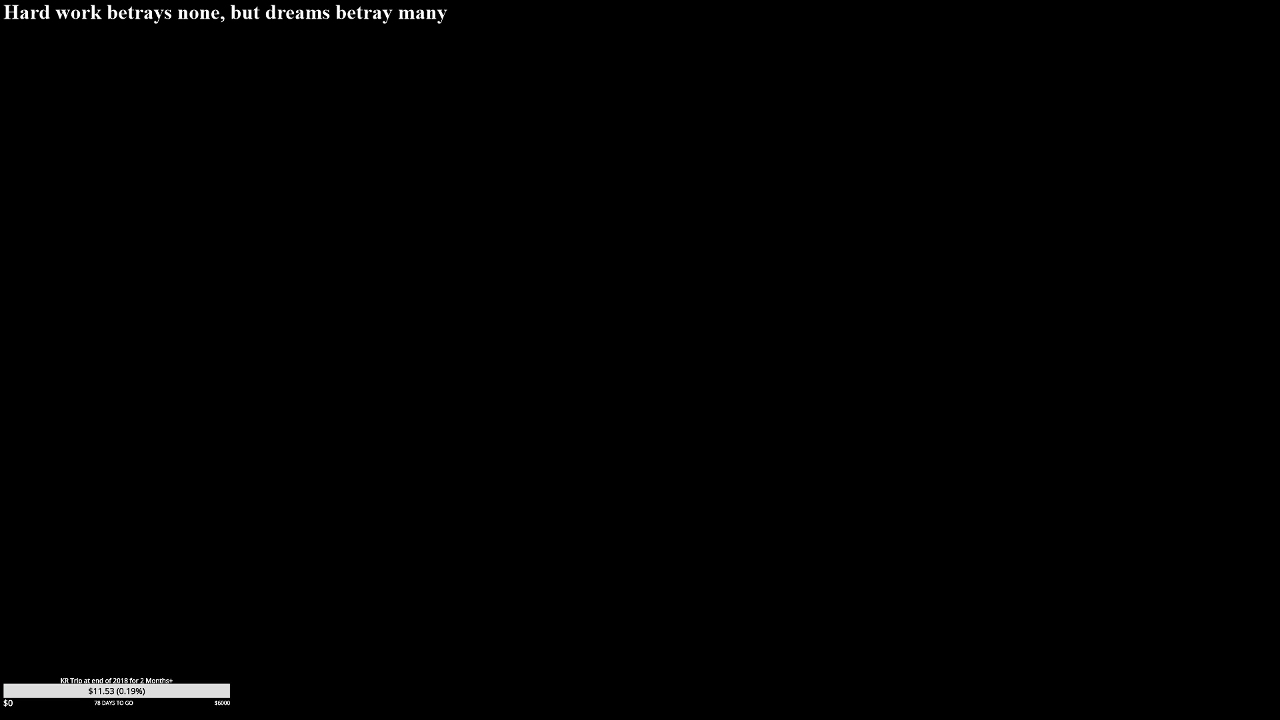 Hard work betrays none, but dreams betray many
KR Trip at end of 2018 for 2 Months+
$11.53 (0.19%)
$0 78 DAYS TO GO $6000